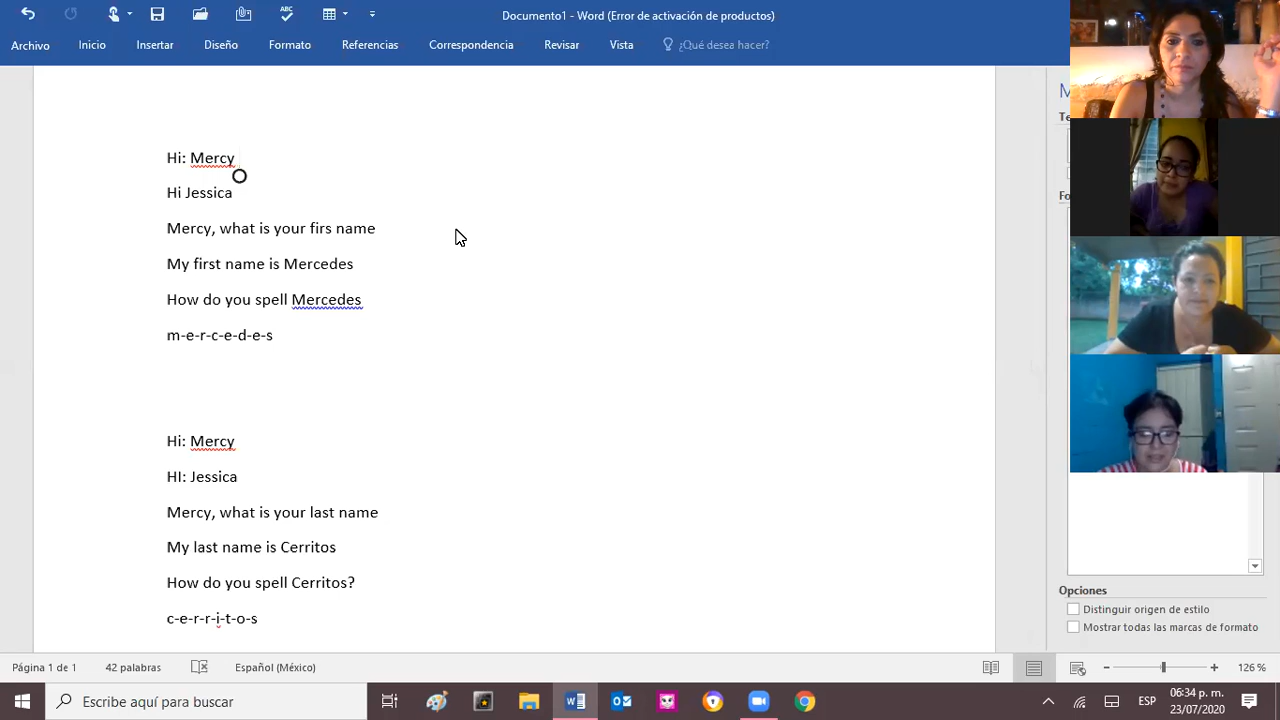 Documento1 - Word (Error de activación de productos)
Archivo Inicio Insertar Diseño Formato Referencias Correspondencia Revisar Vista ¿Qué desea hacer?
Hi: Mercy
Hi Jessica
Mercy, what is your firs name
My first name is Mercedes
How do you spell Mercedes
m-e-r-c-e-d-e-s
Hi: Mercy
HI: Jessica
Mercy, what is your last name
My last name is Cerritos
How do you spell Cerritos?
c-e-r-r-i-t-o-s
Opciones
Distinguir origen de estilo
Mostrar todas las marcas de formato
Página 1 de 1 42 palabras Español (México) 126 %
Escribe aquí para buscar
ESP
06:34 p. m.
23/07/2020